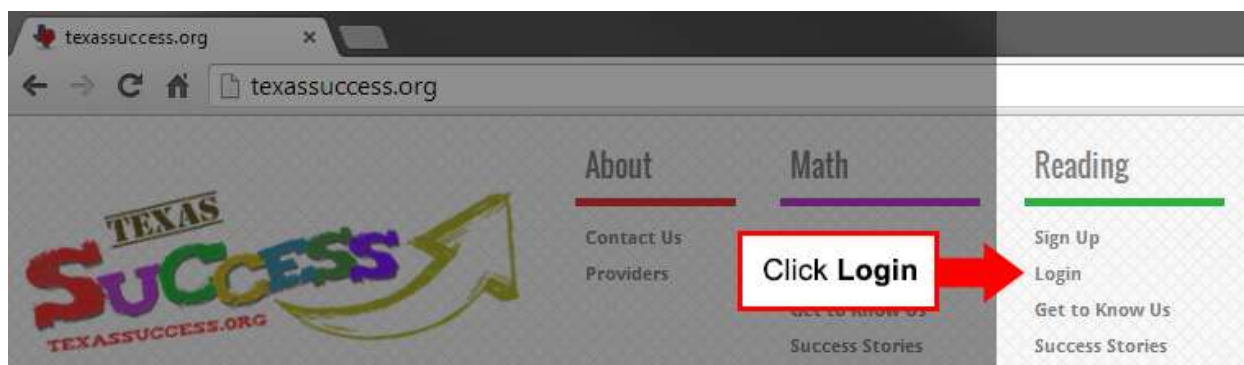 texassuccess.org
texassuccess.org
TEXAS
SUCCESS
TEXASSUCCESS.ORG
About
Contact Us
Providers
Math
Click Login
Get to Know Us
Success Stories
Reading
Sign Up
Login
Get to Know Us
Success Stories